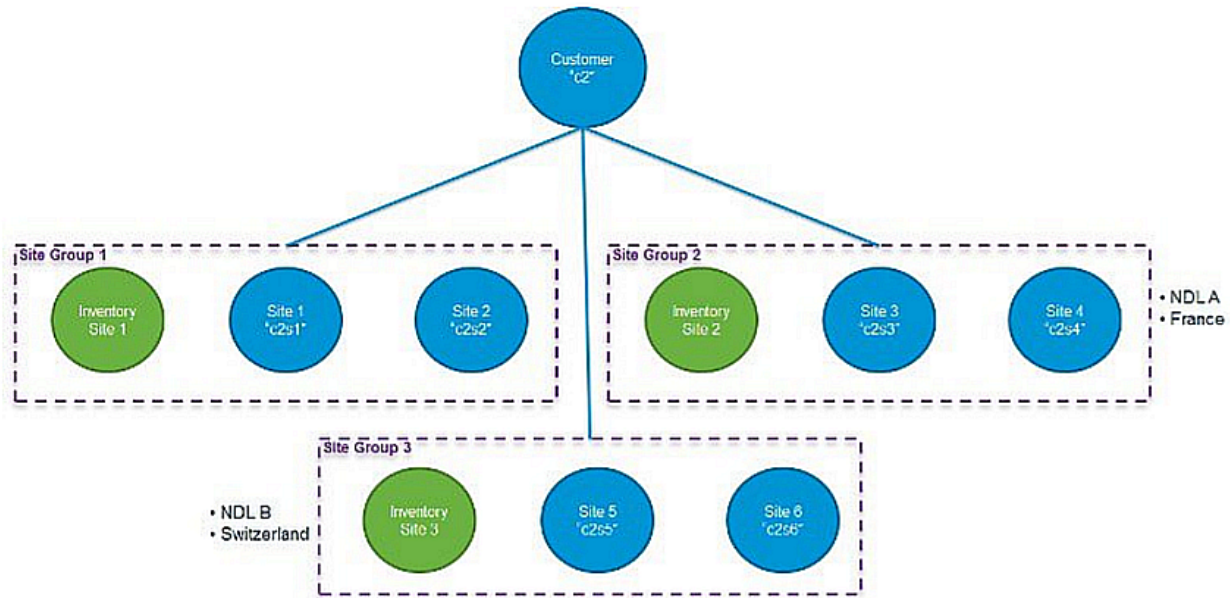 Customer
"c2"
Site Group 1
Inventory
Site 1
Site 1
"c2s1"
Site 2
"c2s2"
Site Group 2
Inventory
Site 2
Site 3
"c2s3"
Site 4
"c2s4"
• NDL A
• France
Site Group 3
Inventory
Site 3
Site 5
"c2s5"
Site 6
"c2s6"
• NDL B
• Switzerland